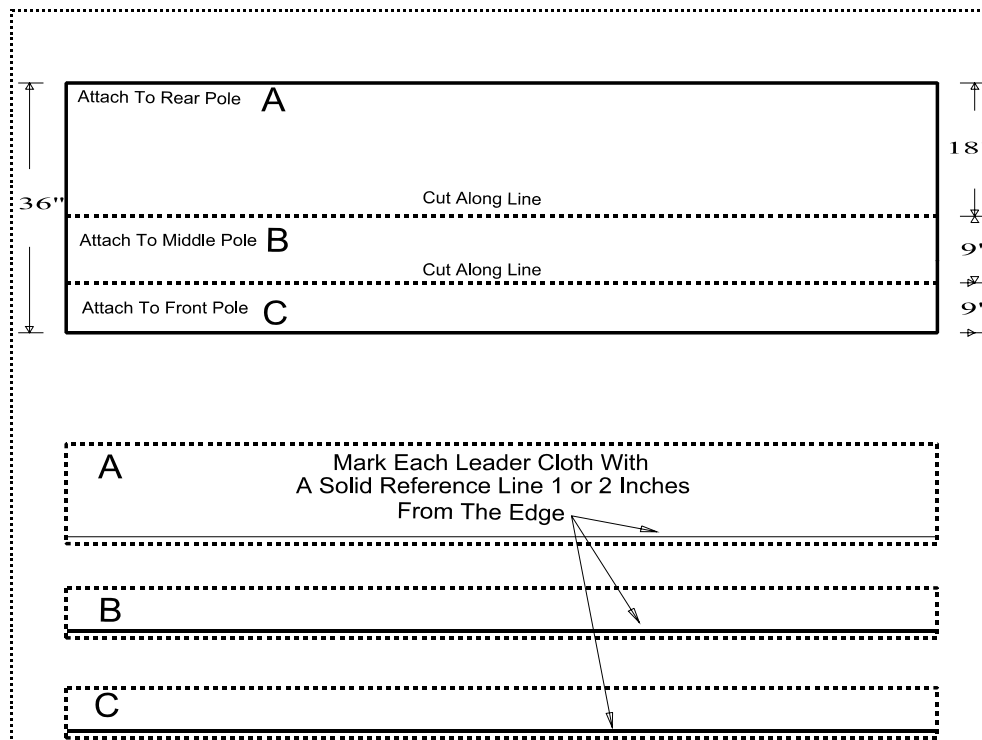 Attach To Rear Pole A
18
36"
Cut Along Line
Attach To Middle Pole B
9"
Cut Along Line
Attach To Front Pole C
9"
A
Mark Each Leader Cloth With
A Solid Reference Line 1 or 2 Inches
From The Edge
B
C